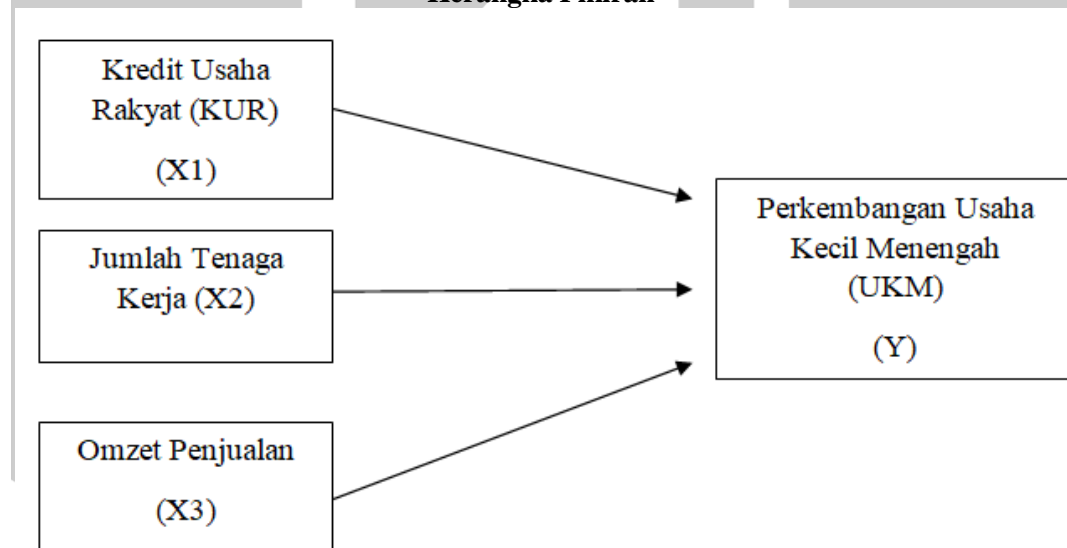 Kerangka Pikiran
Kredit Usaha
Rakyat (KUR)
(X1)
Jumlah Tenaga
Kerja (X2)
Omzet Penjualan
(X3)
Perkembangan Usaha
Kecil Menengah
(UKM)
(Y)